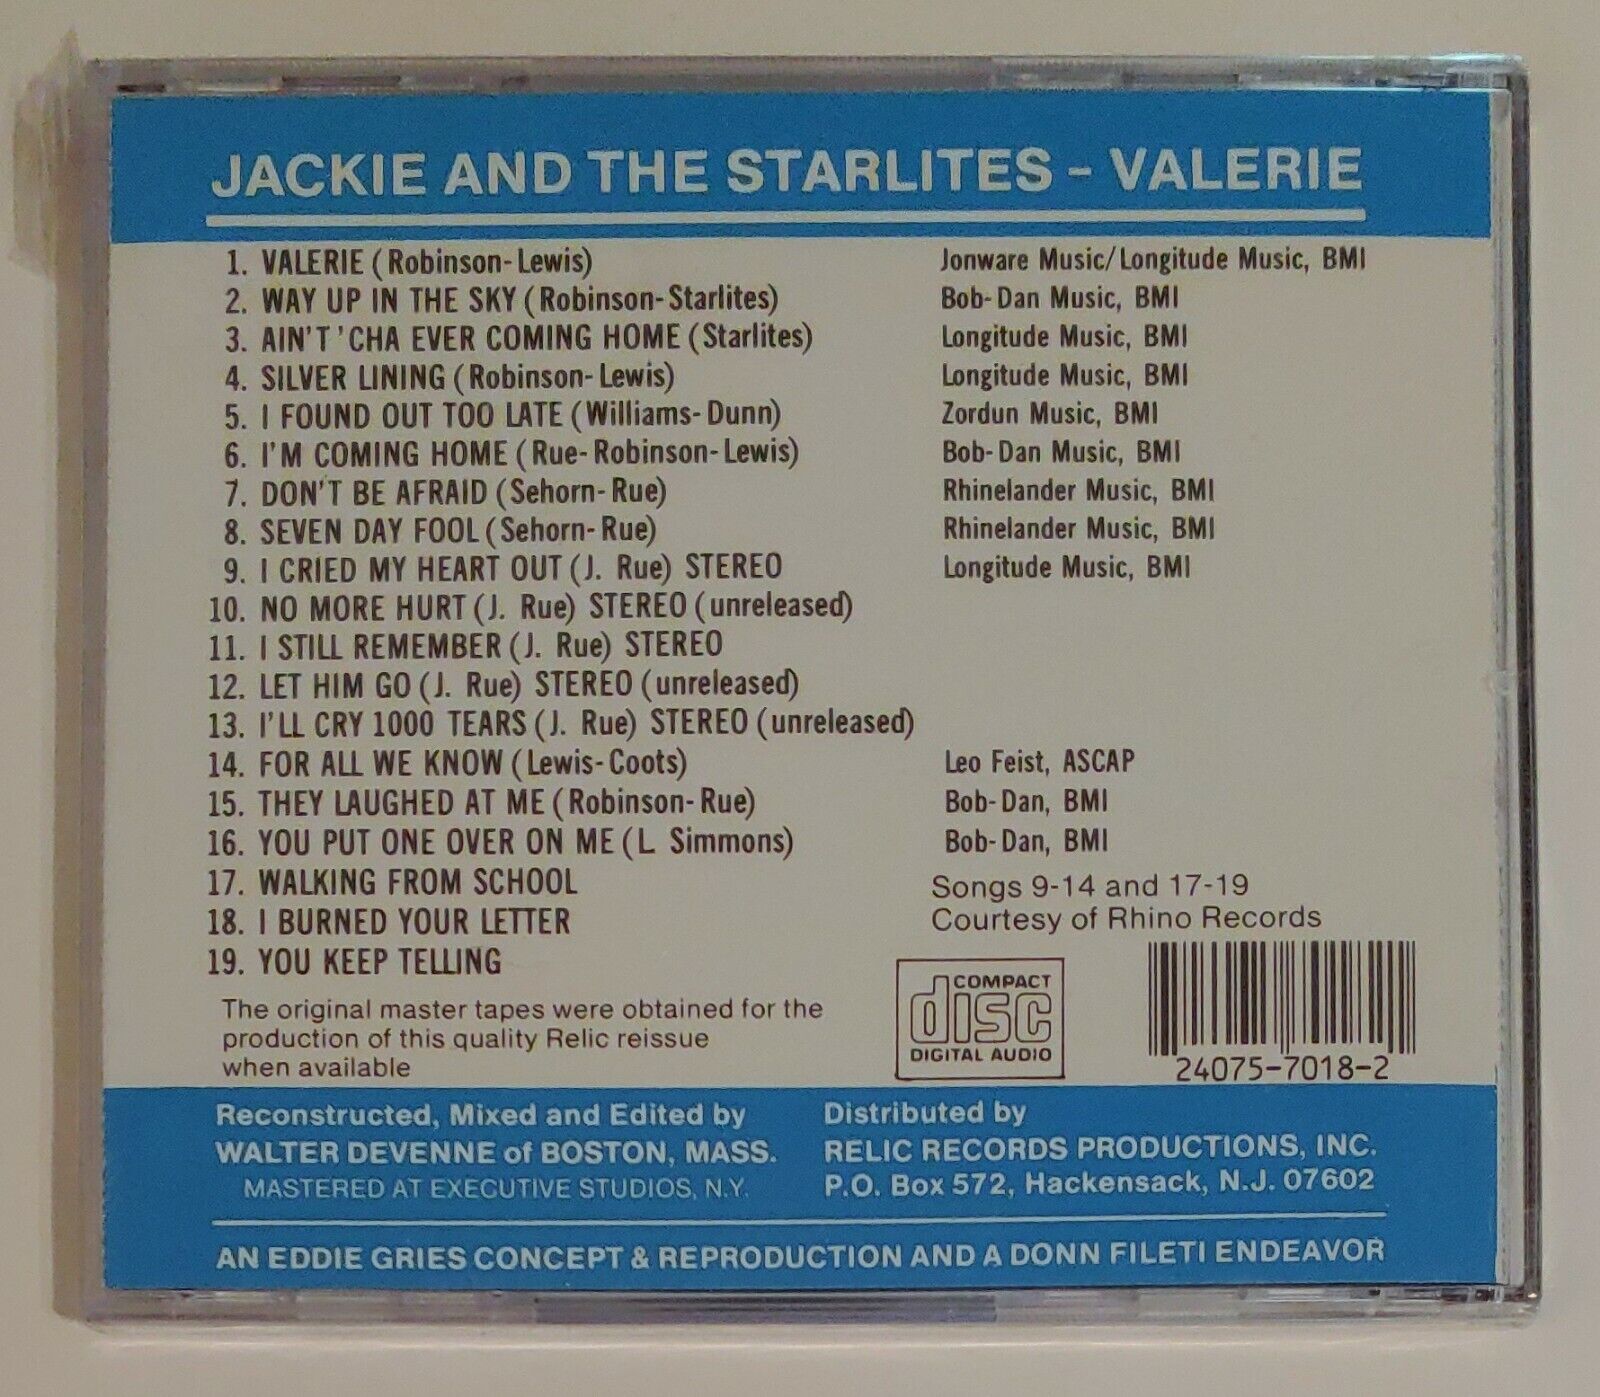 JACKIE AND THE STARLITES - VALERIE
1. VALERIE (Robinson-Lewis) Jonware Music/Longitude Music, BMI
2. WAY UP IN THE SKY (Robinson-Starlites) Bob-Dan Music, BMI
3. AIN'T 'CHA EVER COMING HOME (Starlites) Longitude Music, BMI
4. SILVER LINING (Robinson-Lewis) Longitude Music, BMI
5. I FOUND OUT TOO LATE (Williams-Dunn) Zordun Music, BMI
6. I'M COMING HOME (Rue-Robinson-Lewis) Bob-Dan Music, BMI
7. DON'T BE AFRAID (Sehorn-Rue) Rhinelander Music, BMI
8. SEVEN DAY FOOL (Sehorn-Rue) Rhinelander Music, BMI
9. I CRIED MY HEART OUT (J. Rue) STEREO Longitude Music, BMI
10. NO MORE HURT (J. Rue) STEREO (unreleased)
11. I STILL REMEMBER (J. Rue) STEREO
12. LET HIM GO (J. Rue) STEREO (unreleased)
13. I'LL CRY 1000 TEARS (J. Rue) STEREO (unreleased)
14. FOR ALL WE KNOW (Lewis-Coots) Leo Feist, ASCAP
15. THEY LAUGHED AT ME (Robinson-Rue) Bob-Dan, BMI
16. YOU PUT ONE OVER ON ME (L Simmons) Bob-Dan, BMI
17. WALKING FROM SCHOOL
18. I BURNED YOUR LETTER
19. YOU KEEP TELLING
Songs 9-14 and 17-19
Courtesy of Rhino Records
The original master tapes were obtained for the
production of this quality Relic reissue
when available
COMPACT
disc
DIGITAL AUDIO
24075-7018-2
Reconstructed, Mixed and Edited by
WALTER DEVENNE of BOSTON, MASS.
MASTERED AT EXECUTIVE STUDIOS, N.Y.
Distributed by
RELIC RECORDS PRODUCTIONS, INC.
P.O. Box 572, Hackensack, N.J. 07602
AN EDDIE GRIES CONCEPT & REPRODUCTION AND A DONN FILETI ENDEAVOR